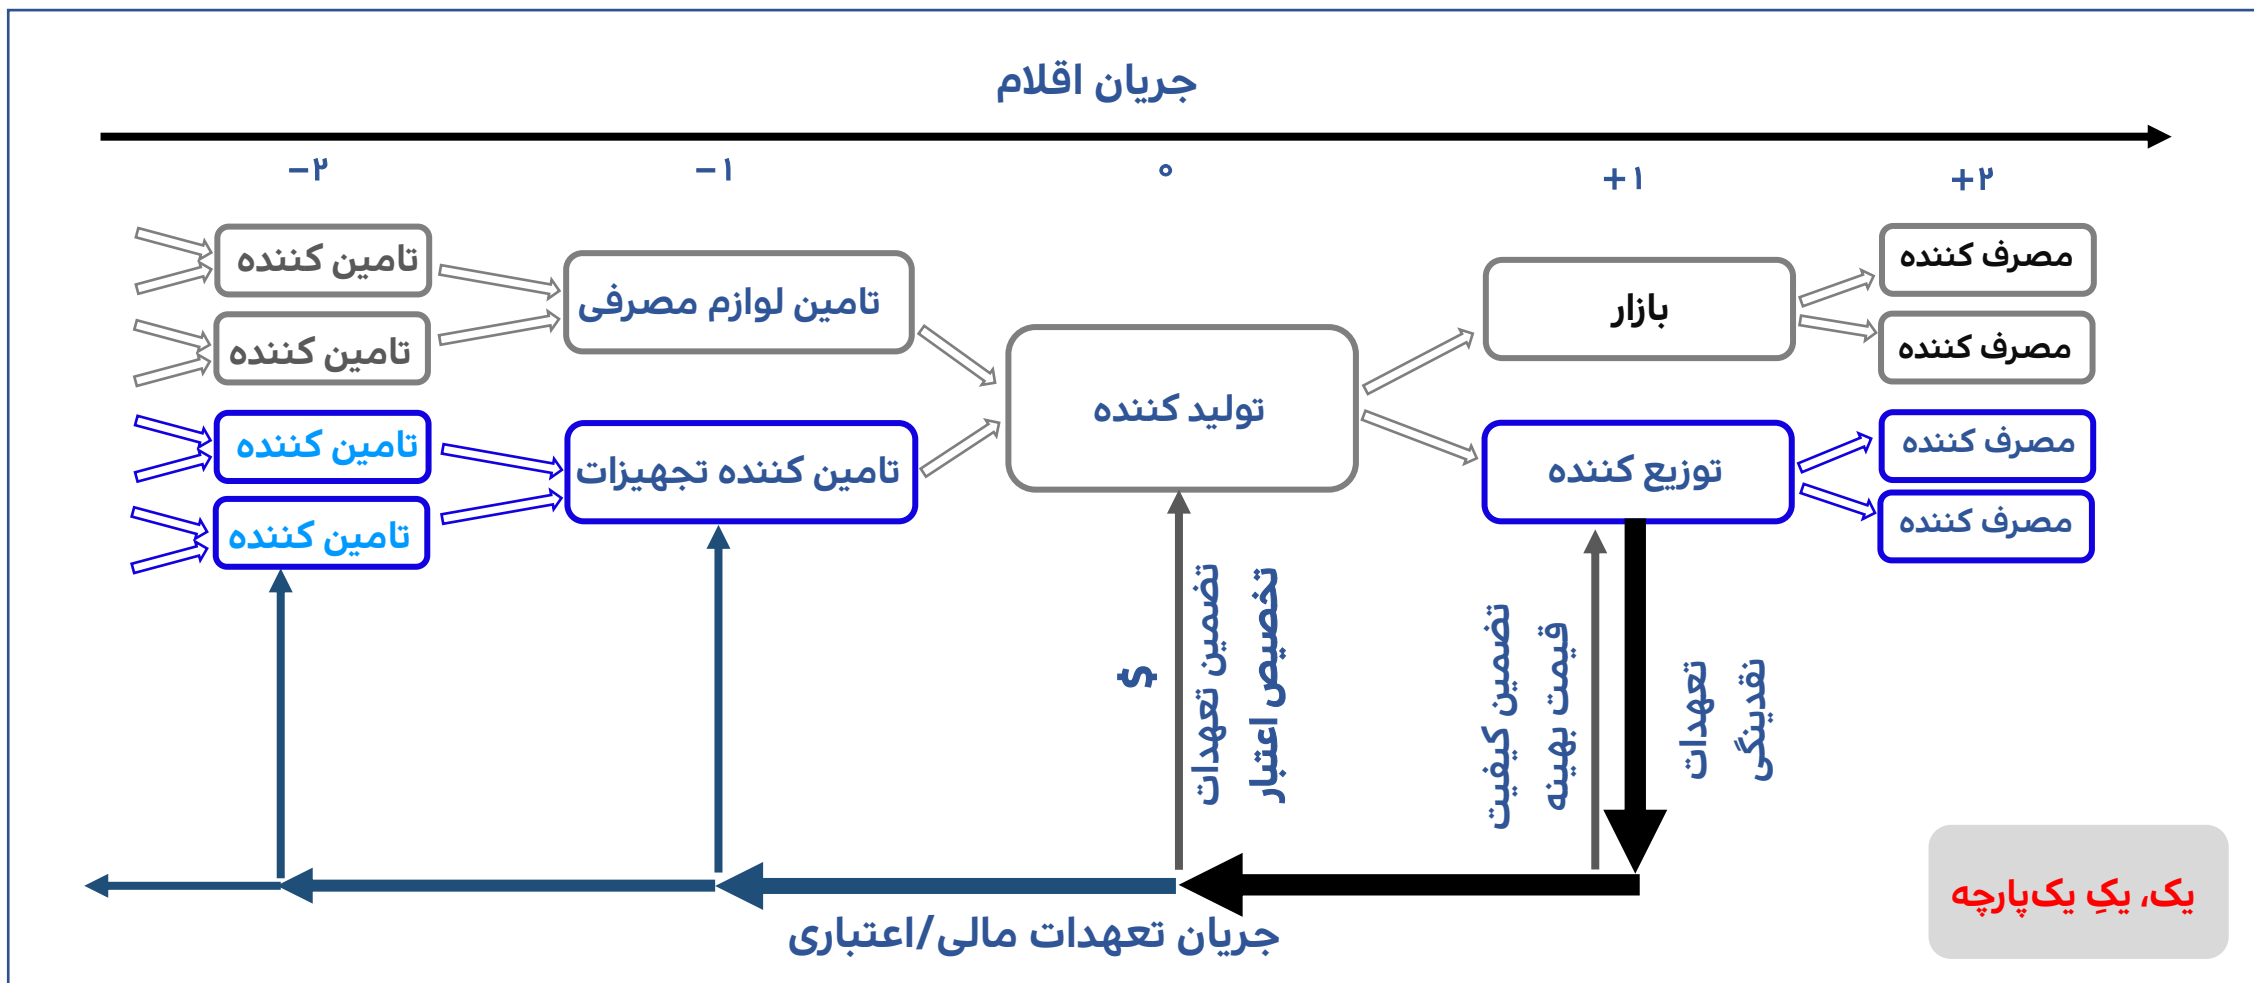 جریان اقلام
−۲
−۱
۰
+۱
+۲
تامین کننده
تامین کننده
تامین کننده
تامین کننده
تامین لوازم مصرفی
تامین کننده تجهیزات
تولید کننده
بازار
توزیع کننده
مصرف کننده
مصرف کننده
مصرف کننده
مصرف کننده
$
تضمین تعهدات
تخصیص اعتبار
تضمین کیفیت
قیمت بهینه
تعهدات
نقدینگی
جریان تعهدات مالی/اعتباری
یک، یکِ یک‌پارچه